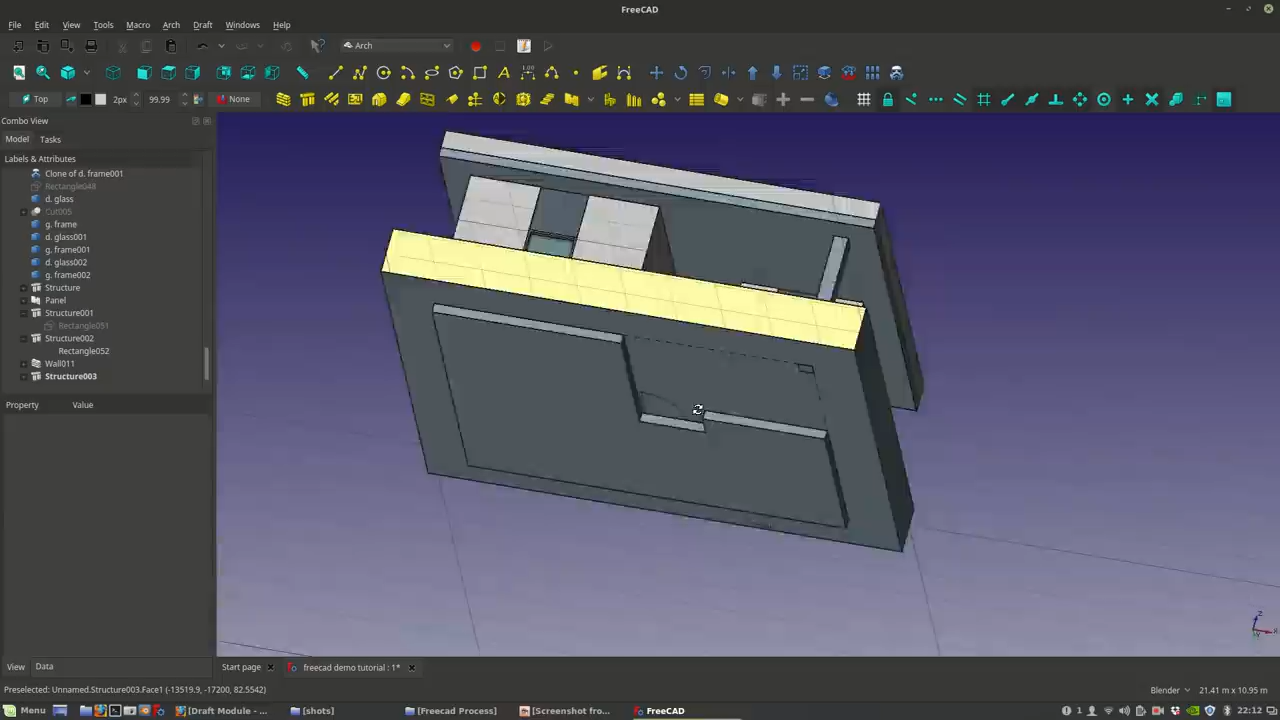 FreeCAD
File Edit View Tools Macro Arch Draft Windows Help
Arch
Top 2px 99.99 None
Combo View
Model Tasks
Labels & Attributes
Clone of d. frame001
Rectangle048
d. glass
Cut005
g. frame
d. glass001
g. frame001
d. glass002
g. frame002
Structure
Panel
Structure001
Rectangle051
Structure002
Rectangle052
Wall011
Structure003
Property Value
View Data
Start page
freecad demo tutorial : 1*
Preselected: Unnamed.Structure003.Face1 (-13519.9, -17200, 82.5542)
Blender 21.41 m x 10.95 m
Menu [Draft Module - ... [shots] [Freecad Process] [Screenshot fro... FreeCAD 1 22:12